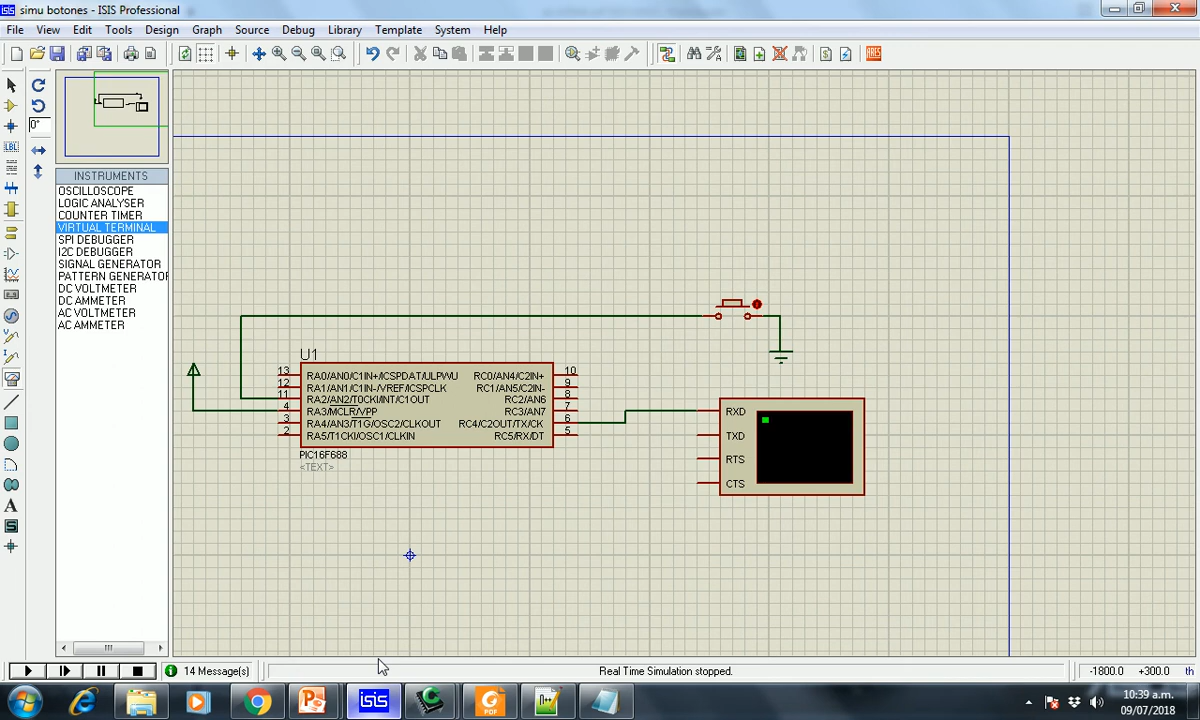 isis simu botones - ISIS Professional
File View Edit Tools Design Graph Source Debug Library Template System Help
ARES
0°
LBL
INSTRUMENTS
OSCILLOSCOPE
LOGIC ANALYSER
COUNTER TIMER
VIRTUAL TERMINAL
SPI DEBUGGER
I2C DEBUGGER
SIGNAL GENERATOR
PATTERN GENERATOR
DC VOLTMETER
DC AMMETER
AC VOLTMETER
AC AMMETER
A
S
U1
13 RA0/AN0/C1IN+/ICSPDAT/ULPWU RC0/AN4/C2IN+ 10
12 RA1/AN1/C1IN-/VREF/ICSPCLK RC1/AN5/C2IN- 9
11 RA2/AN2/T0CKI/INT/C1OUT RC2/AN6 8
4 RA3/MCLR/VPP RC3/AN7 7
3 RA4/AN3/T1G/OSC2/CLKOUT RC4/C2OUT/TX/CK 6
2 RA5/T1CKI/OSC1/CLKIN RC5/RX/DT 5
PIC16F688
<TEXT>
RXD
TXD
RTS
CTS
14 Message(s)
Real Time Simulation stopped.
-1800.0 +300.0 th
isis
PDF
N++
10:39 a.m.
09/07/2018